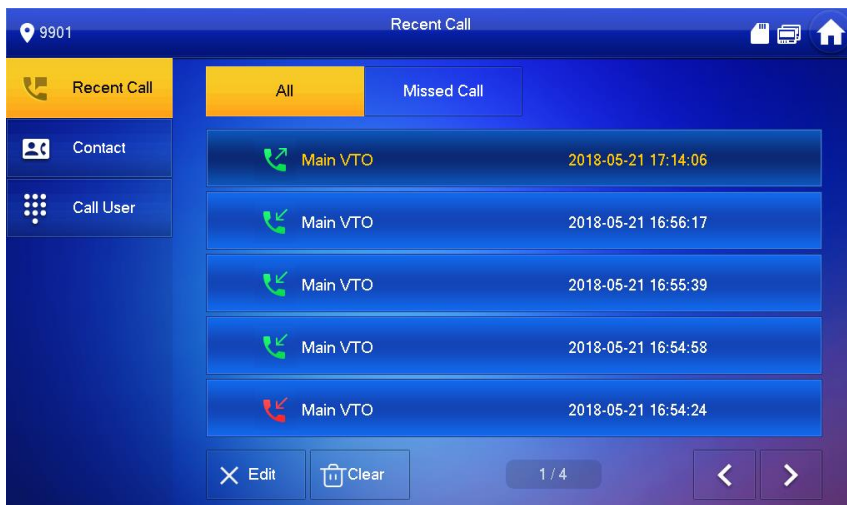 9901
Recent Call
Recent Call
Contact
Call User
All Missed Call
Main VTO 2018-05-21 17:14:06
Main VTO 2018-05-21 16:56:17
Main VTO 2018-05-21 16:55:39
Main VTO 2018-05-21 16:54:58
Main VTO 2018-05-21 16:54:24
Edit Clear 1 / 4